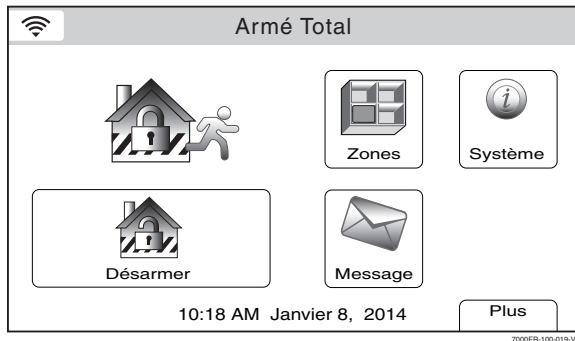 Armé Total
Zones
Système
Désarmer
Message
10:18 AM Janvier 8, 2014
Plus
7000FR-100-019-V